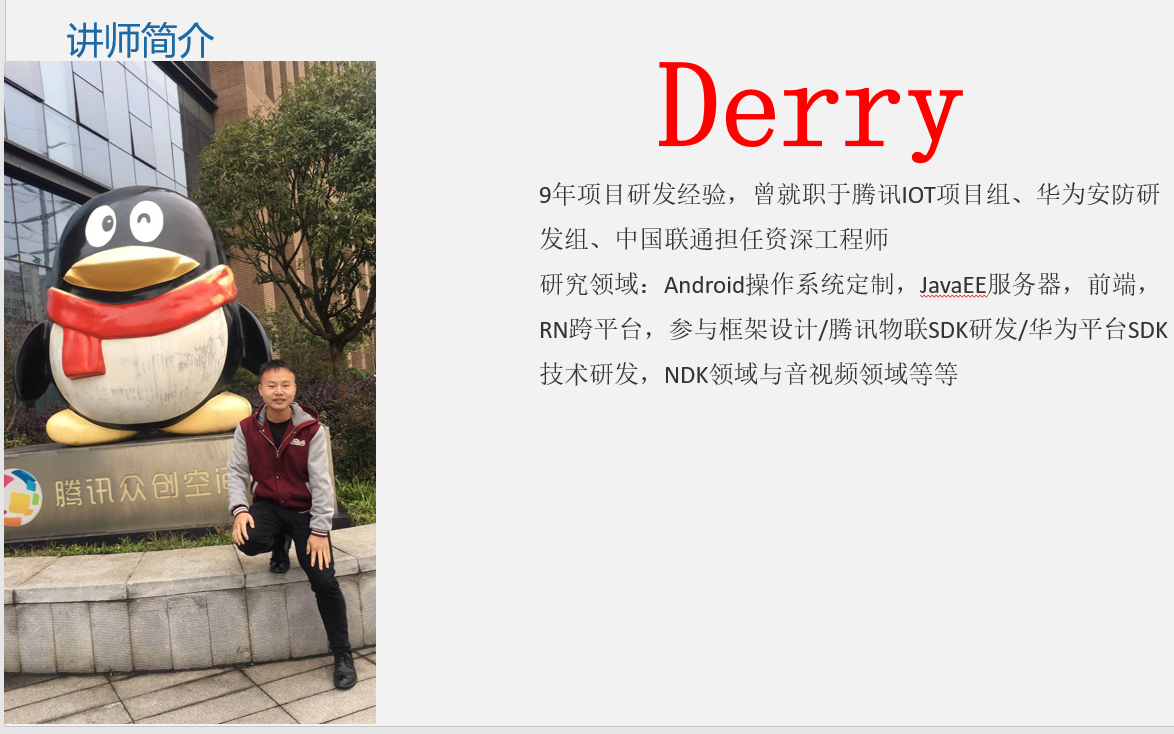 讲师简介
Derry
9年项目研发经验，曾就职于腾讯IOT项目组、华为安防研
发组、中国联通担任资深工程师
研究领域：Android操作系统定制，JavaEE服务器，前端，
RN跨平台，参与框架设计/腾讯物联SDK研发/华为平台SDK
技术研发，NDK领域与音视频领域等等
腾讯众创空间